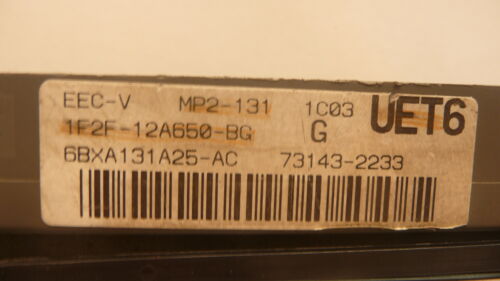 EEC-V MP2-131 1C03 UET6
1F2F-12A650-BG G
6BXA131A25-AC 73143-2233